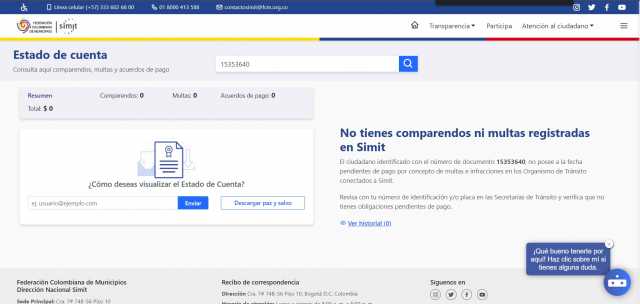 Línea celular (+57) 333 602 66 00
01 8000 413 588
contactosimit@fcm.org.co
FEDERACIÓN COLOMBIANA DE MUNICIPIOS
simit
Transparencia
Participa
Atención al ciudadano
Estado de cuenta
Consulta aquí comparendos, multas y acuerdos de pago
15353640
Resumen
Comparendos: 0
Multas: 0
Acuerdos de pago: 0
Total: $ 0
¿Cómo deseas visualizar el Estado de Cuenta?
ej. usuario@ejemplo.com
Enviar
Descargar paz y salvo
No tienes comparendos ni multas registradas
en Simit
El ciudadano identificado con el número de documento 15353640, no posee a la fecha
pendientes de pago por concepto de multas e infracciones en los Organismo de Tránsito
conectados a Simit.
Revisa con tu número de identificación y/o placa en las Secretarías de Tránsito y verifica que no
tienes obligaciones pendientes de pago.
Ver historial (0)
¡Qué bueno tenerte por
aquí! Haz clic sobre mí si
tienes alguna duda.
Federación Colombiana de Municipios
Dirección Nacional Simit
Sede Principal: Cra. 7ª 74B-56 Piso 10
Recibo de correspondencia
Dirección Cra. 7ª 74B-56 Piso 10, Bogotá D.C. Colombia
Síguenos en